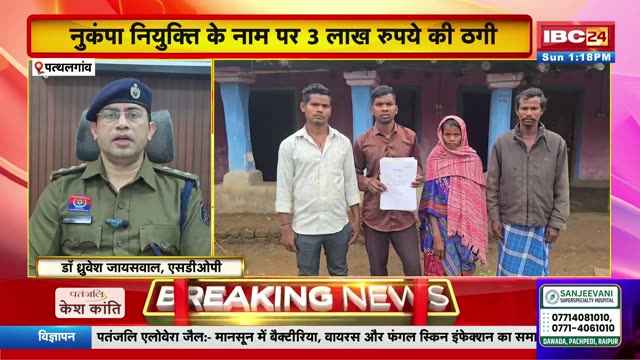 नुकंपा नियुक्ति के नाम पर 3 लाख रुपये की ठगी
IBC24
Sun 1:18PM
पत्थलगांव
डॉ ध्रुवेश जायसवाल, एसडीओपी
पतंजलि
केश कांति
BREAKING NEWS
SANJEEVANI
SUPERSPECIALITY HOSPITAL
07714081010,
0771-4061010
DAWADA, PACHPEDI, RAIPUR
विज्ञापन
पतंजलि एलोवेरा जैल:- मानसून में बैक्टीरिया, वायरस और फंगल स्किन इंफेक्शन का समा